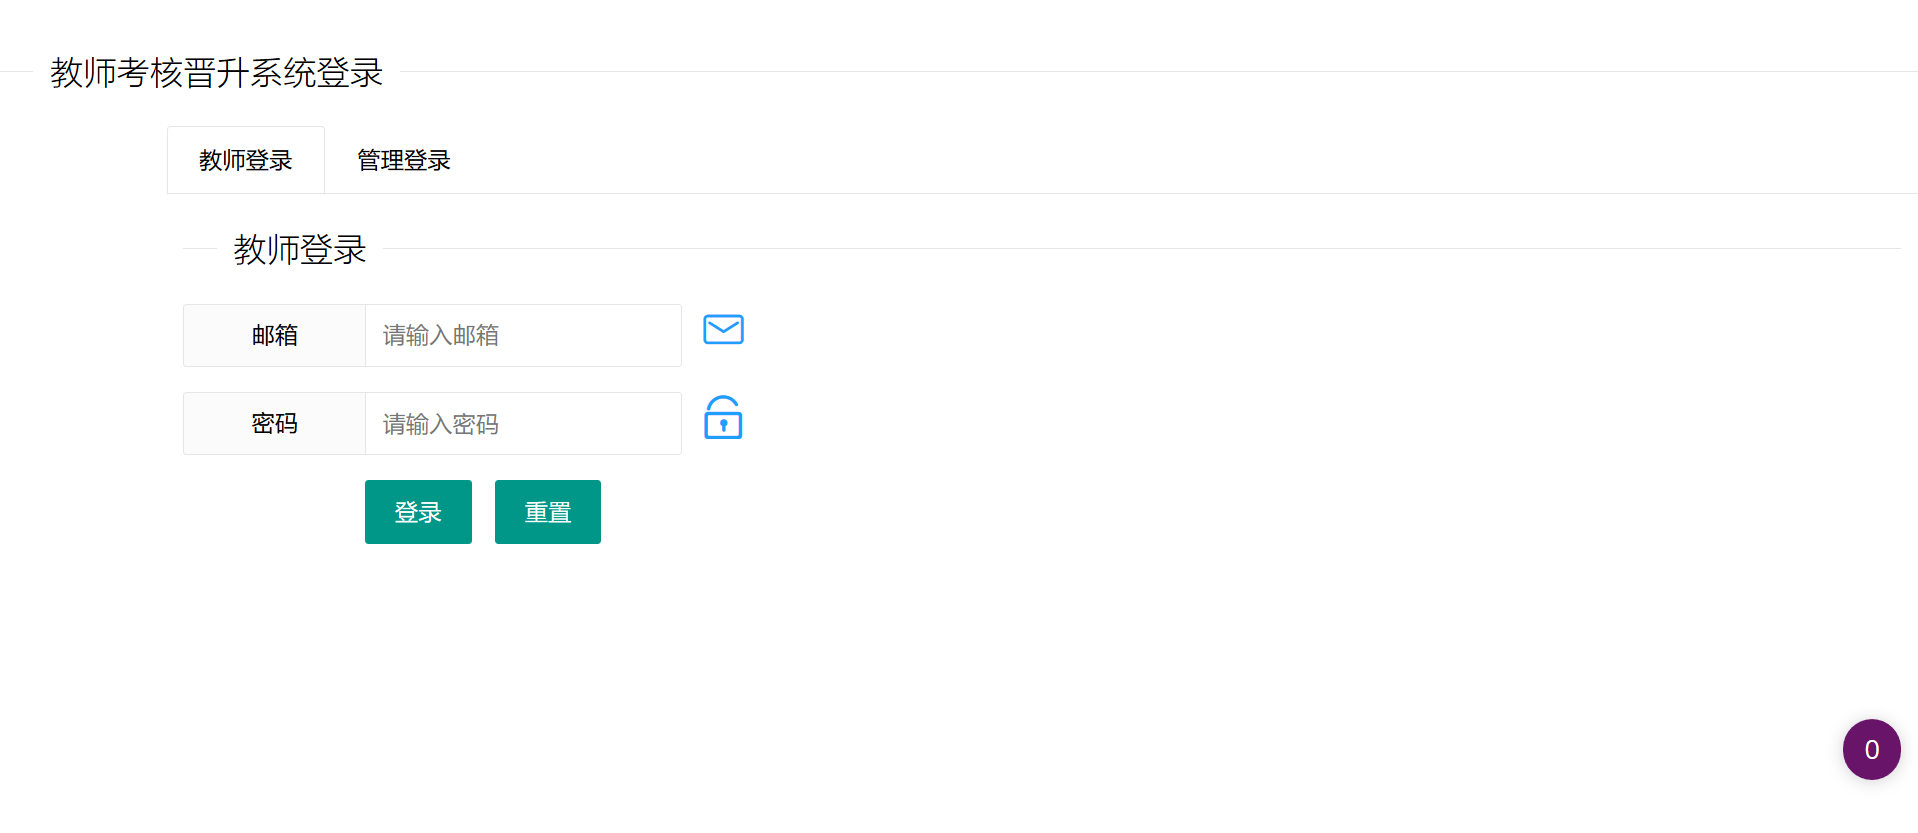 教师考核晋升系统登录
教师登录 管理登录
教师登录
邮箱 请输入邮箱
密码 请输入密码
登录 重置
0